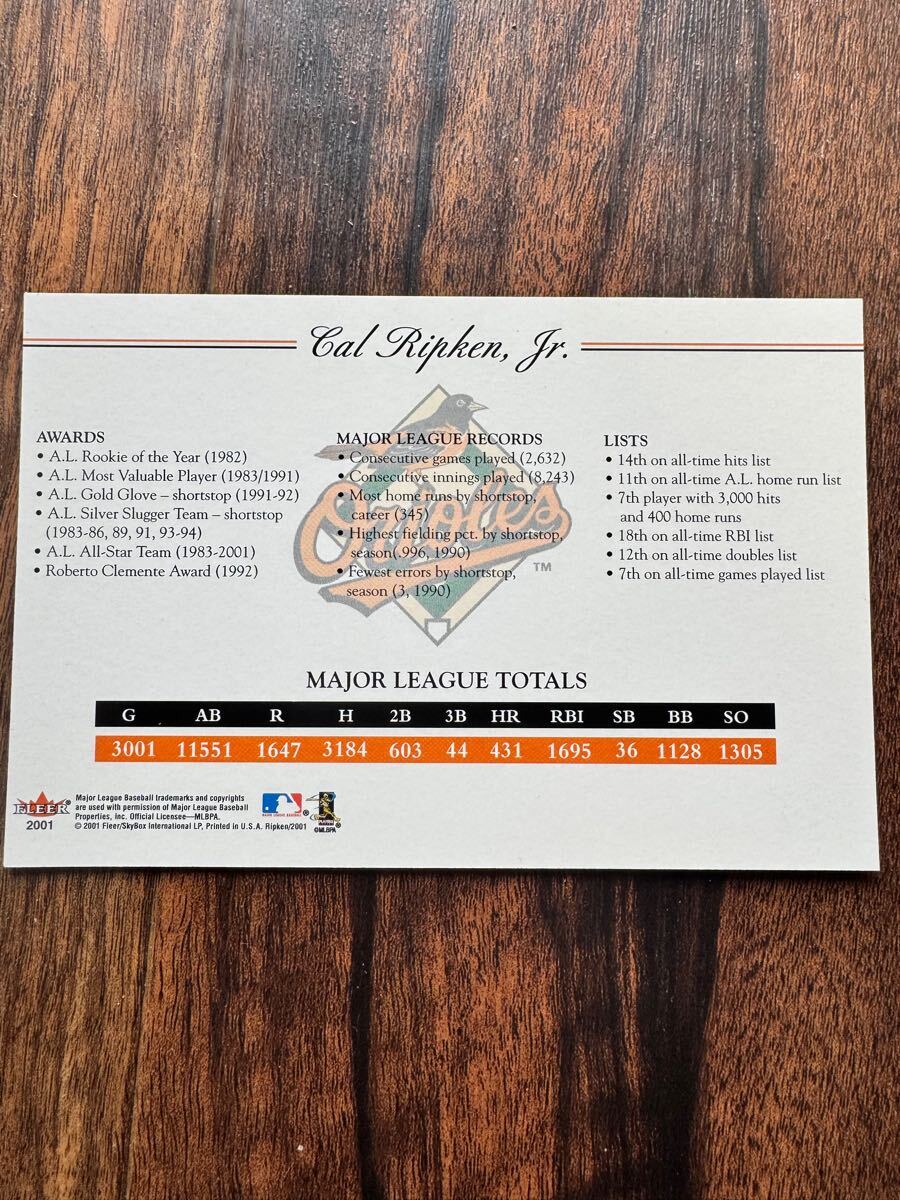 Cal Ripken, Jr.
AWARDS
• A.L. Rookie of the Year (1982)
• A.L. Most Valuable Player (1983/1991)
• A.L. Gold Glove – shortstop (1991-92)
• A.L. Silver Slugger Team – shortstop
(1983-86, 89, 91, 93-94)
• A.L. All-Star Team (1983-2001)
• Roberto Clemente Award (1992)
MAJOR LEAGUE RECORDS
• Consecutive games played (2,632)
• Consecutive innings played (8,243)
• Most home runs by shortstop,
career (345)
• Highest fielding pct. by shortstop,
season(.996, 1990)
• Fewest errors by shortstop,
season (3, 1990)
Orioles
TM
LISTS
• 14th on all-time hits list
• 11th on all-time A.L. home run list
• 7th player with 3,000 hits
and 400 home runs
• 18th on all-time RBI list
• 12th on all-time doubles list
• 7th on all-time games played list
MAJOR LEAGUE TOTALS
G AB R H 2B 3B HR RBI SB BB SO
3001 11551 1647 3184 603 44 431 1695 36 1128 1305
FLEER
2001
Major League Baseball trademarks and copyrights
are used with permission of Major League Baseball
Properties, Inc. Official Licensee—MLBPA.
© 2001 Fleer/SkyBox International LP, Printed in U.S.A. Ripken/2001
MAJOR LEAGUE BASEBALL
©MLBPA